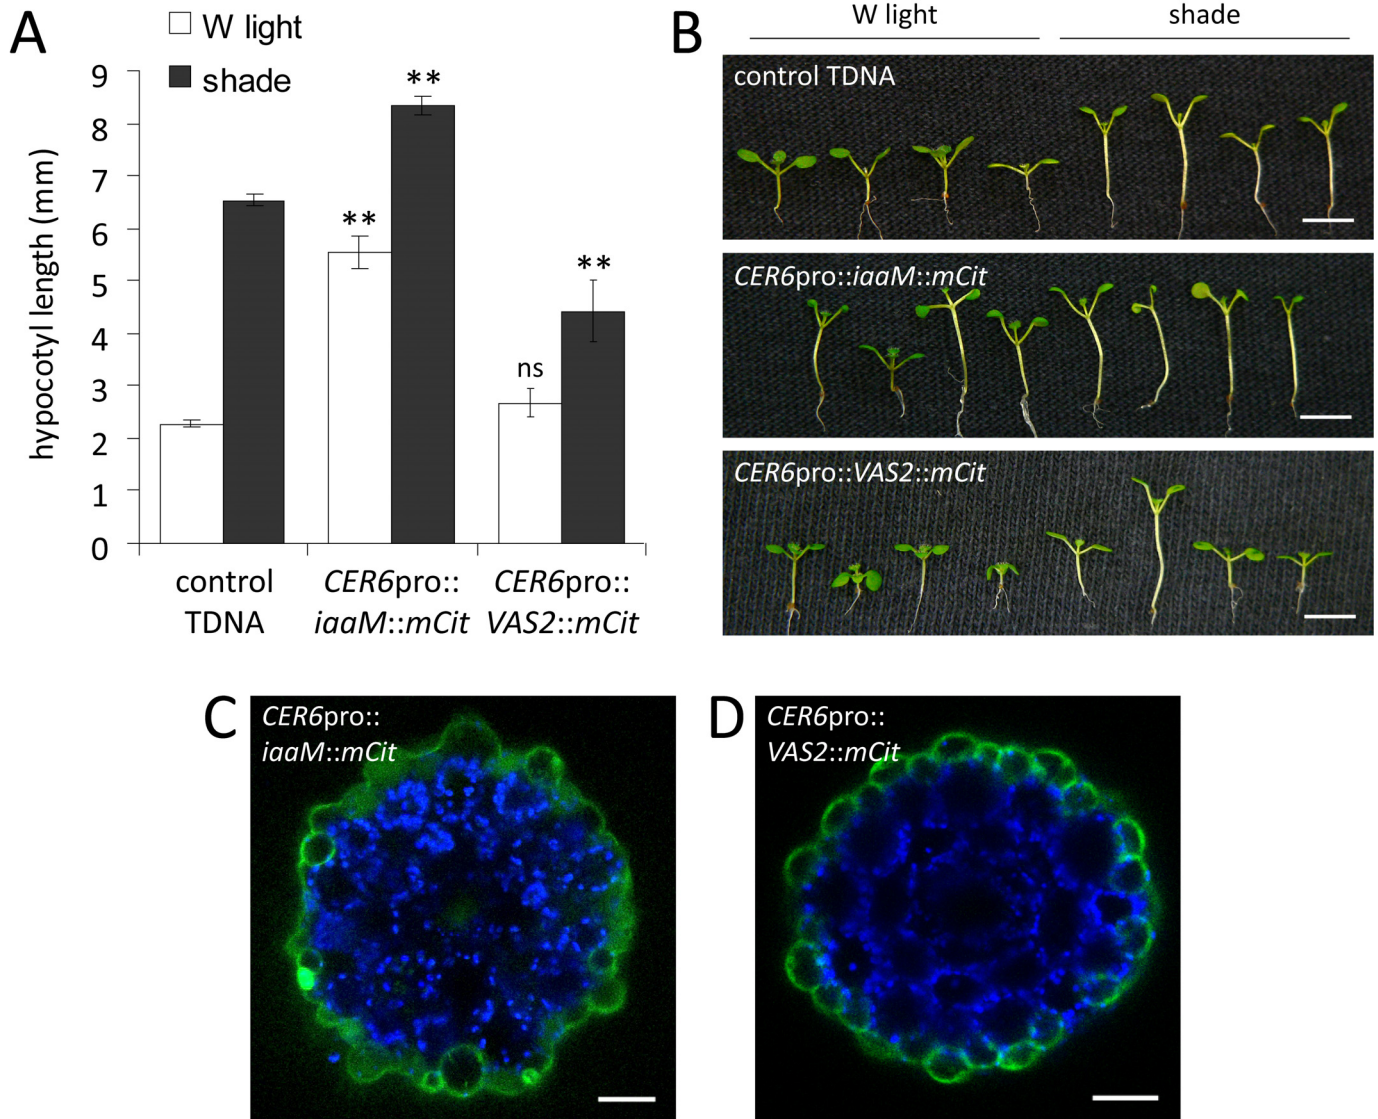 A
W light
shade
hypocotyl length (mm)
9
8
7
6
5
4
3
2
1
0
**
**
ns
**
control
TDNA
CER6pro::
iaaM::mCit
CER6pro::
VAS2::mCit
B
W light
shade
control TDNA
CER6pro::iaaM::mCit
CER6pro::VAS2::mCit
C
CER6pro::
iaaM::mCit
D
CER6pro::
VAS2::mCit